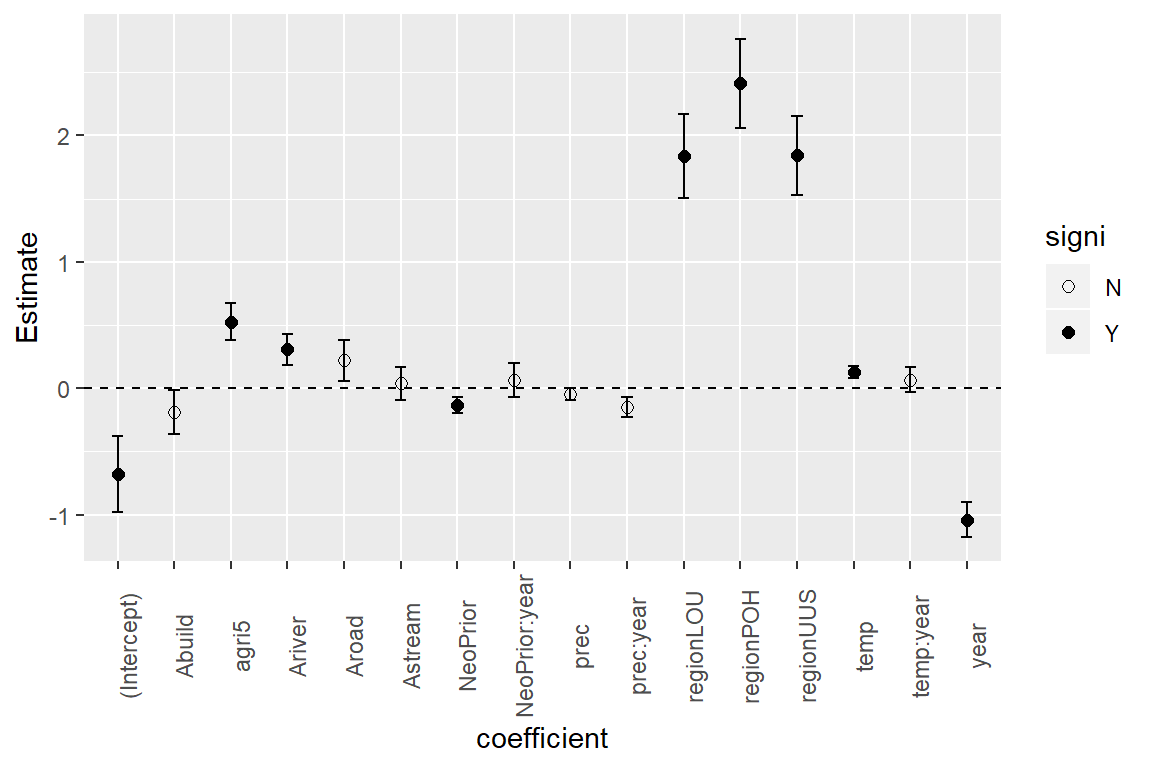 Estimate
2
1
0
-1
(Intercept)
Abuild
agri5
Ariver
Aroad
Astream
NeoPrior
NeoPrior:year
prec
prec:year
regionLOU
regionPOH
regionUUS
temp
temp:year
year
coefficient
signi
N
Y